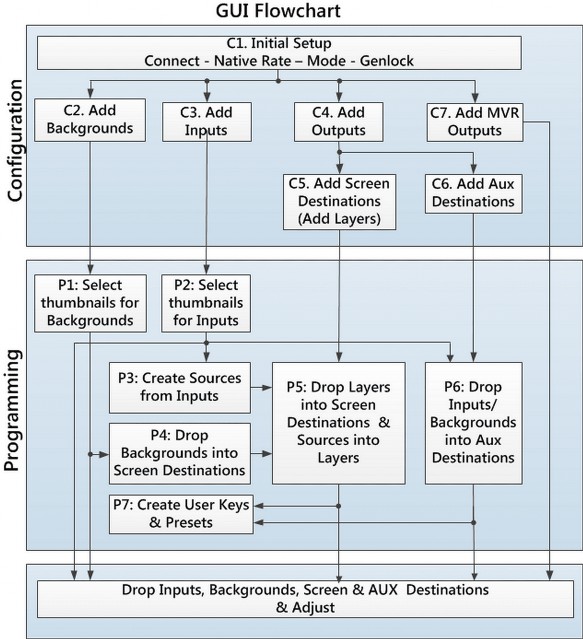 GUI Flowchart
Configuration
C1. Initial Setup
Connect - Native Rate – Mode - Genlock
C2. Add
Backgrounds
C3. Add
Inputs
C4. Add
Outputs
C7. Add MVR
Outputs
C5. Add Screen
Destinations
(Add Layers)
C6. Add Aux
Destinations
Programming
P1: Select
thumbnails for
Backgrounds
P2: Select
thumbnails
for Inputs
P3: Create Sources
from Inputs
P4: Drop
Backgrounds into
Screen Destinations
P5: Drop Layers
into Screen
Destinations &
Sources into
Layers
P6: Drop
Inputs/
Backgrounds
into Aux
Destinations
P7: Create User Keys
& Presets
Drop Inputs, Backgrounds, Screen & AUX Destinations
& Adjust